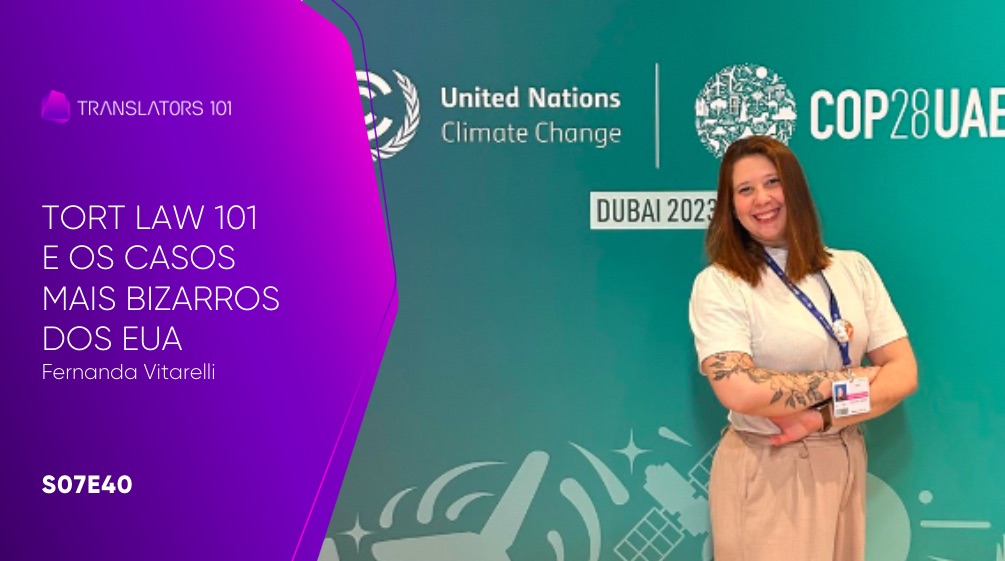 TRANSLATORS 101
TORT LAW 101
E OS CASOS
MAIS BIZARROS
DOS EUA
Fernanda Vitarelli
S07E40
United Nations
Climate Change
COP28UAE
DUBAI 2023